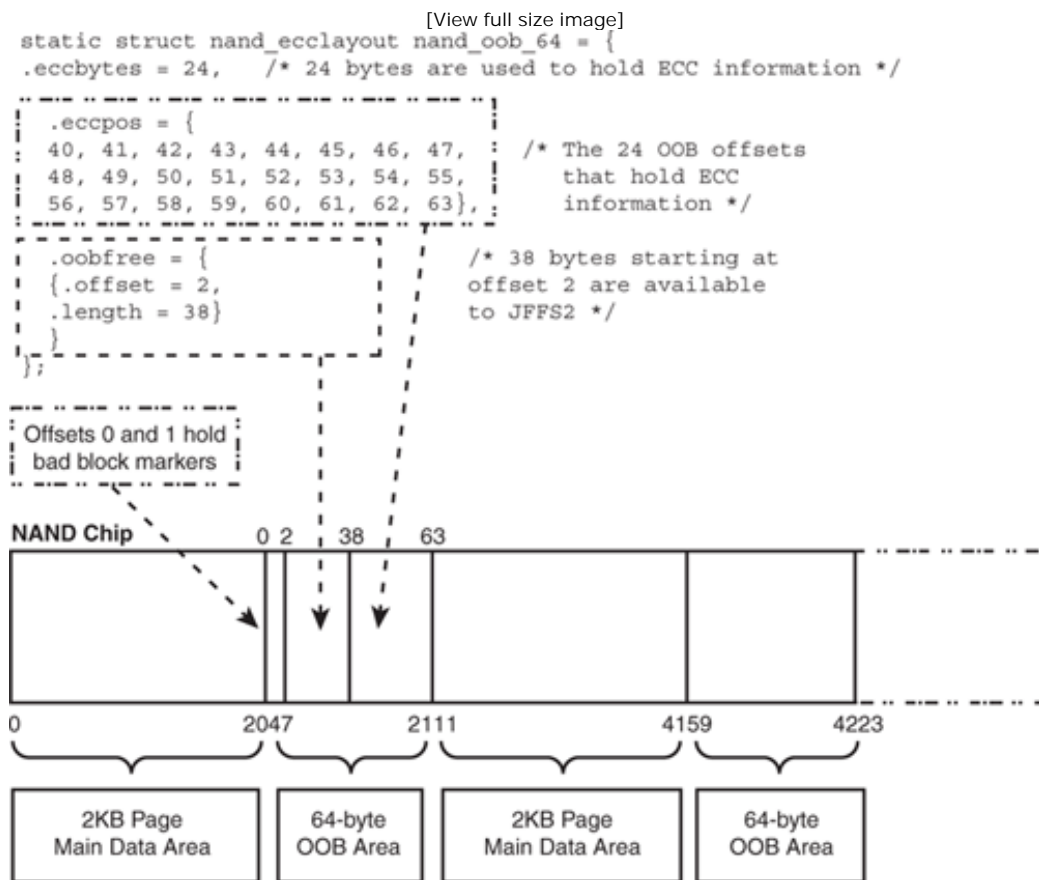 [View full size image]
static struct nand_ecclayout nand_oob_64 = {
.eccbytes = 24,   /* 24 bytes are used to hold ECC information */
.eccpos = {
40, 41, 42, 43, 44, 45, 46, 47,   /* The 24 OOB offsets
48, 49, 50, 51, 52, 53, 54, 55,   that hold ECC
56, 57, 58, 59, 60, 61, 62, 63},   information */
.oobfree = {   /* 38 bytes starting at
{.offset = 2,   offset 2 are available
.length = 38}   to JFFS2 */
}
};
Offsets 0 and 1 hold
bad block markers
NAND Chip   0 2   38   63
0   2047   2111   4159   4223
2KB Page   64-byte   2KB Page   64-byte
Main Data Area   OOB Area   Main Data Area   OOB Area